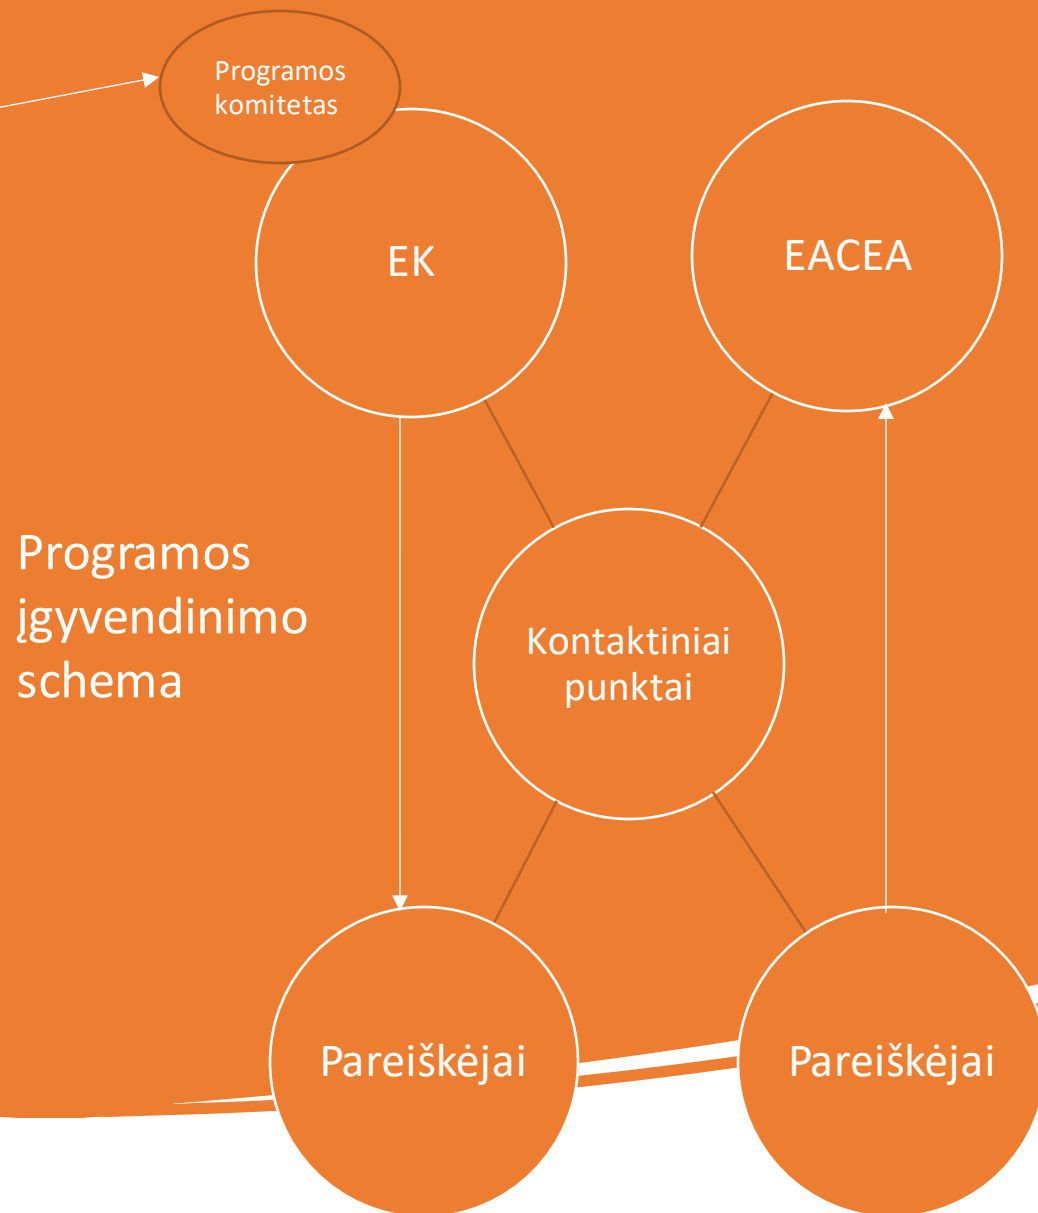 Programos
komitetas
EK
EACEA
Programos
įgyvendinimo
schema
Kontaktiniai
punktai
Pareiškėjai
Pareiškėjai